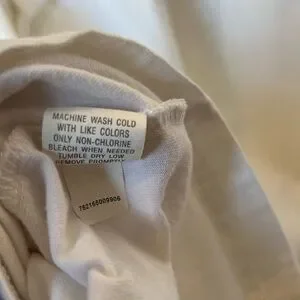 MACHINE WASH COLD
WITH LIKE COLORS
ONLY NON-CHLORINE
BLEACH WHEN NEEDED
TUMBLE DRY LOW
REMOVE PROMPTLY
762168009906